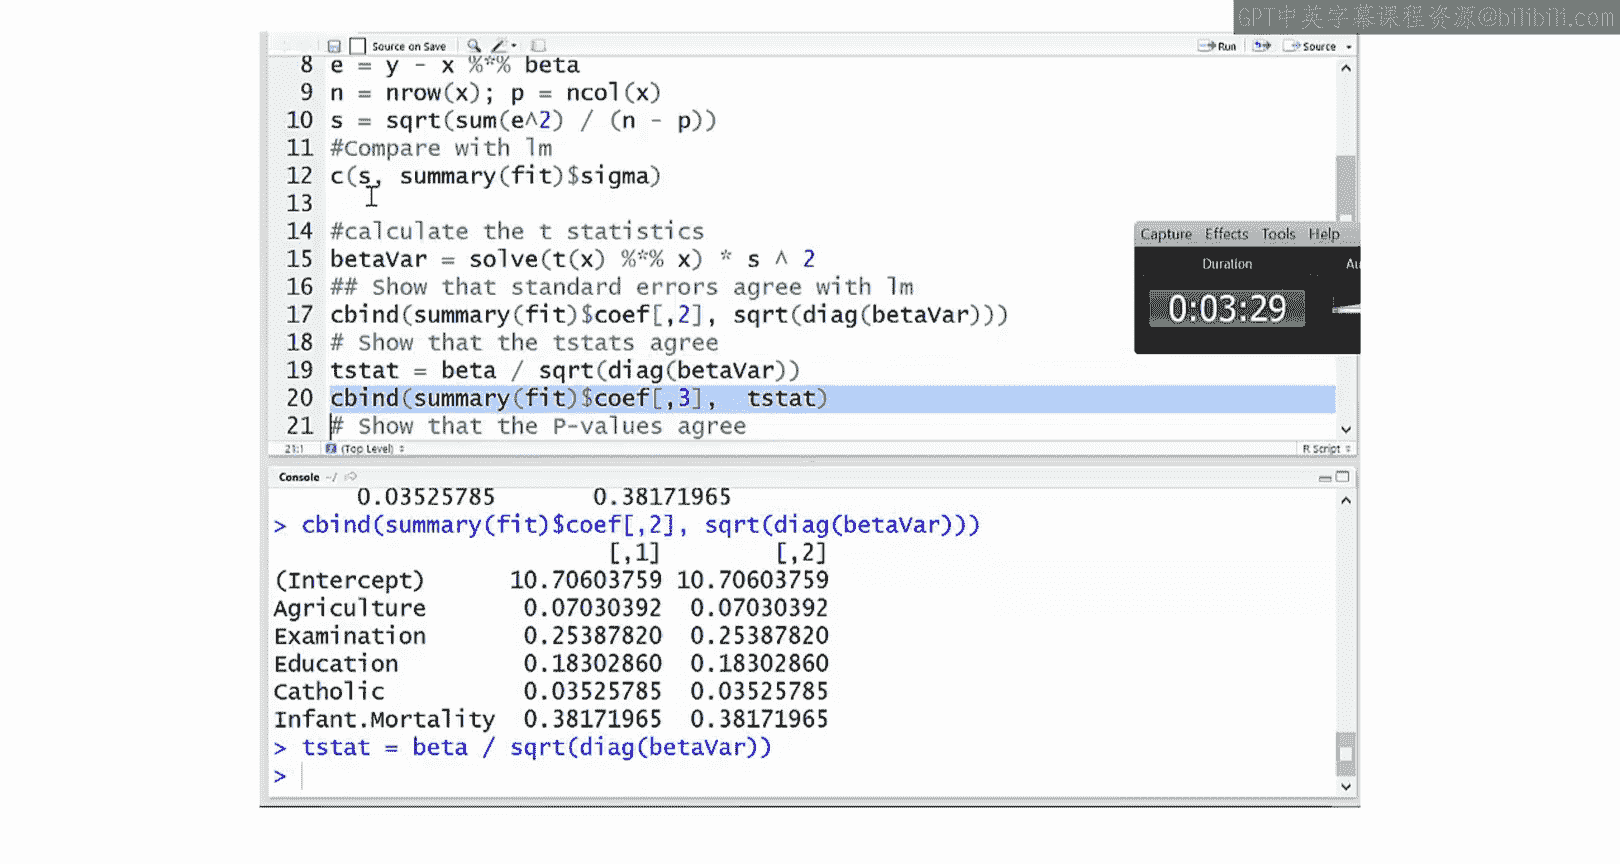 GPT中英字幕课程资源@bilibili.com
Source on Save
Run
Source
8 e = y - x %*% beta
9 n = nrow(x); p = ncol(x)
10 s = sqrt(sum(e^2) / (n - p))
11 #Compare with lm
12 c(s, summary(fit)$sigma)
13
14 #calculate the t statistics
15 betaVar = solve(t(x) %*% x) * s ^ 2
16 ## Show that standard errors agree with lm
17 cbind(summary(fit)$coef[,2], sqrt(diag(betaVar)))
18 # Show that the tstats agree
19 tstat = beta / sqrt(diag(betaVar))
20 cbind(summary(fit)$coef[,3],  tstat)
21 # Show that the P-values agree
Capture Effects Tools Help
Duration
Au
0:03:29
21:1 (Top Level)
R Script
Console ~/
0.03525785 0.38171965
> cbind(summary(fit)$coef[,2], sqrt(diag(betaVar)))
[,1] [,2]
(Intercept) 10.70603759 10.70603759
Agriculture 0.07030392 0.07030392
Examination 0.25387820 0.25387820
Education 0.18302860 0.18302860
Catholic 0.03525785 0.03525785
Infant.Mortality 0.38171965 0.38171965
> tstat = beta / sqrt(diag(betaVar))
>